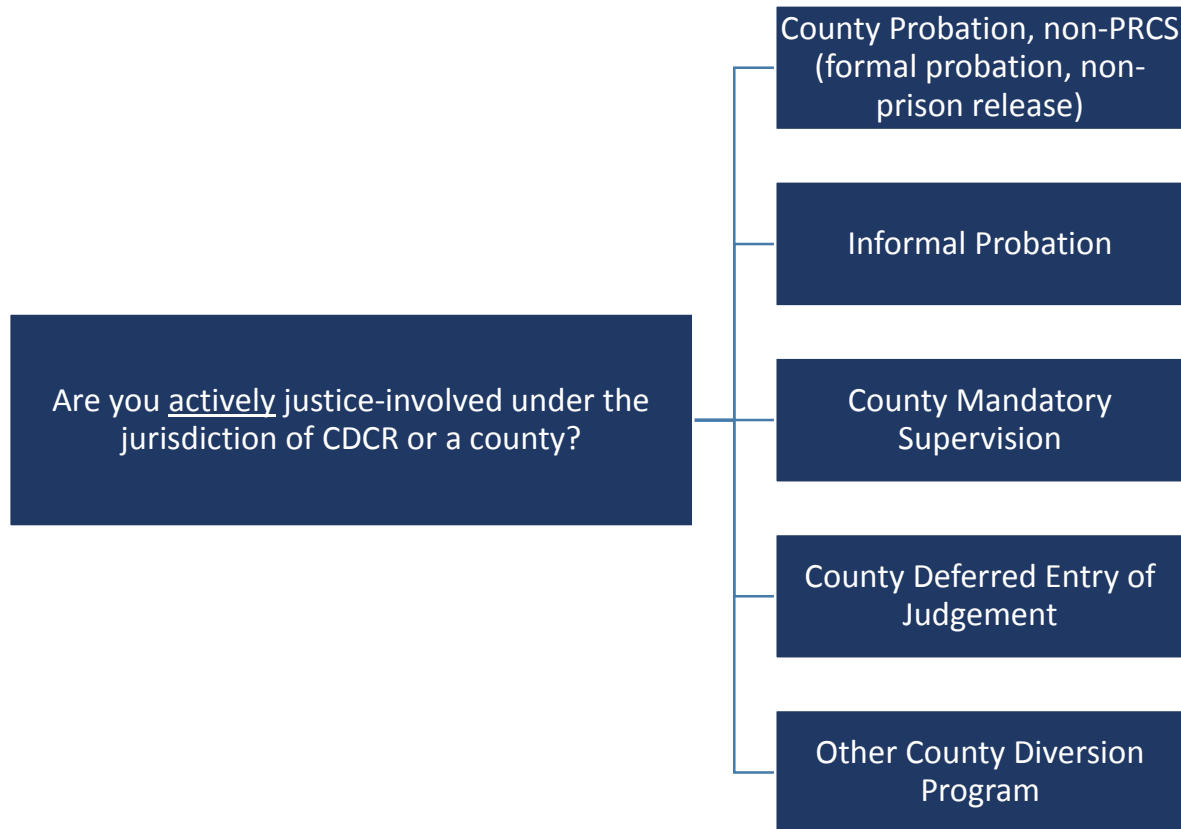 County Probation, non-PRCS
(formal probation, non-
prison release)
Informal Probation
Are you actively justice-involved under the
jurisdiction of CDCR or a county?
County Mandatory
Supervision
County Deferred Entry of
Judgement
Other County Diversion
Program